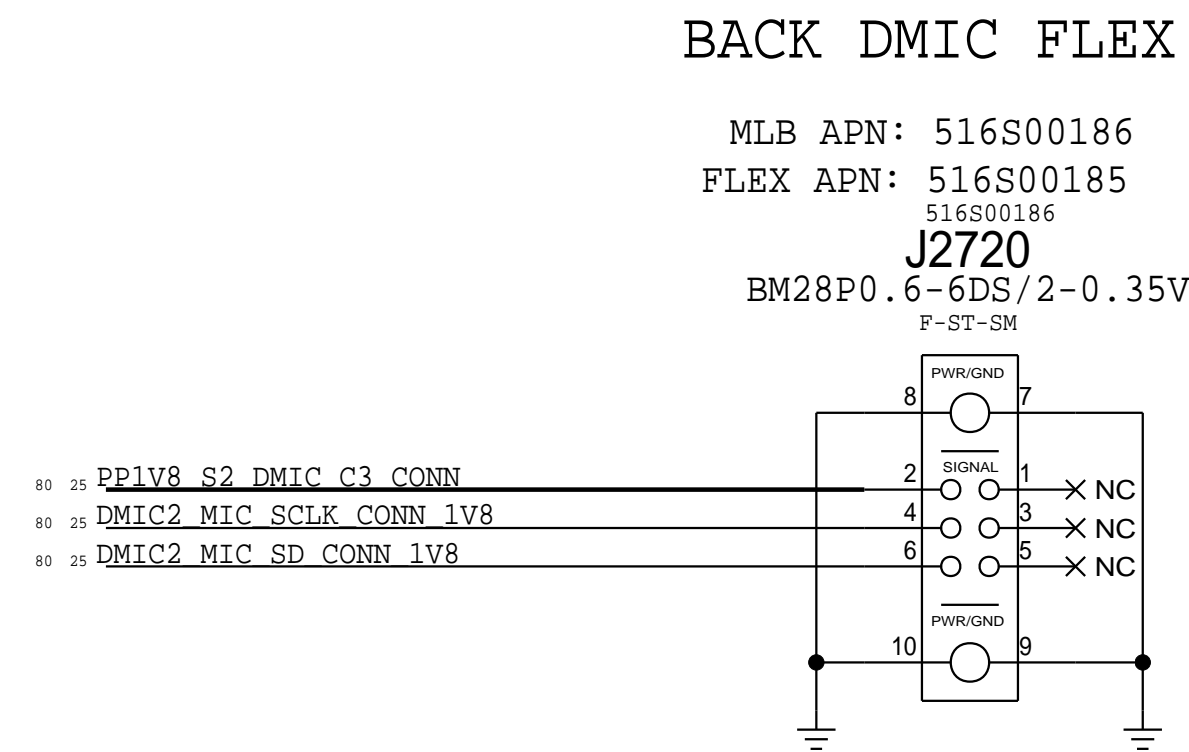 BACK DMIC FLEX
MLB APN: 516S00186
FLEX APN: 516S00185
516S00186
J2720
BM28P0.6-6DS/2-0.35V
F-ST-SM
PWR/GND
8 7
80 25 PP1V8_S2_DMIC_C3_CONN 2 SIGNAL 1 NC
80 25 DMIC2_MIC_SCLK_CONN_1V8 4 3 NC
80 25 DMIC2_MIC_SD_CONN_1V8 6 5 NC
PWR/GND
10 9